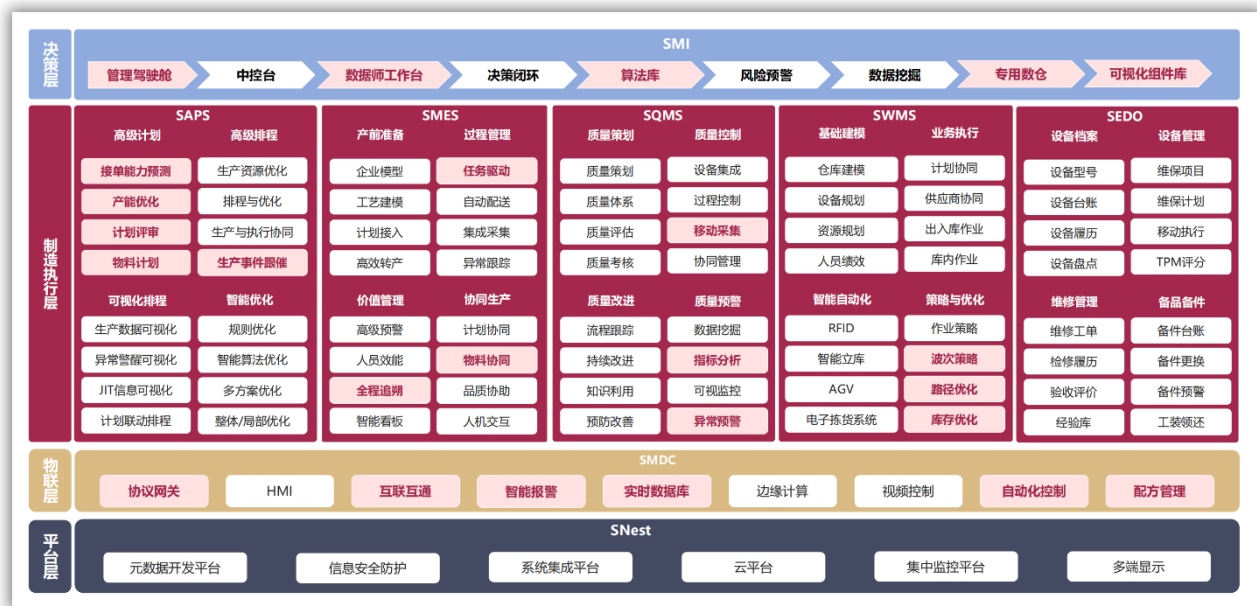 决策层
SMI
管理驾驶舱 中控台 数据师工作台 决策闭环 算法库 风险预警 数据挖掘 专用数仓 可视化组件库
制造执行层
SAPS
高级计划 高级排程
接单能力预测 生产资源优化
产能优化 排程与优化
计划评审 生产与执行协同
物料计划 生产事件跟催
可视化排程 智能优化
生产数据可视化 规则优化
异常警醒可视化 智能算法优化
JIT信息可视化 多方案优化
计划联动排程 整体/局部优化
SMES
产前准备 过程管理
企业模型 任务驱动
工艺建模 自动配送
计划接入 集成采集
高效转产 异常跟踪
价值管理 协同生产
高级预警 计划协同
人员效能 物料协同
全程追朔 品质协助
智能看板 人机交互
SQMS
质量策划 质量控制
质量策划 设备集成
质量体系 过程控制
质量评估 移动采集
质量考核 协同管理
质量改进 质量预警
流程跟踪 数据挖掘
持续改进 指标分析
知识利用 可视监控
预防改善 异常预警
SWMS
基础建模 业务执行
仓库建模 计划协同
设备规划 供应商协同
资源规划 出入库作业
人员绩效 库内作业
智能自动化 策略与优化
RFID 作业策略
智能立库 波次策略
AGV 路径优化
电子拣货系统 库存优化
SEDO
设备档案 设备管理
设备型号 维保项目
设备台账 维保计划
设备履历 移动执行
设备盘点 TPM评分
维修管理 备品备件
维修工单 备件台账
检修履历 备件更换
验收评价 备件预警
经验库 工装领还
物联层
SMDC
协议网关 HMI 互联互通 智能报警 实时数据库 边缘计算 视频控制 自动化控制 配方管理
平台层
SNest
元数据开发平台 信息安全防护 系统集成平台 云平台 集中监控平台 多端显示